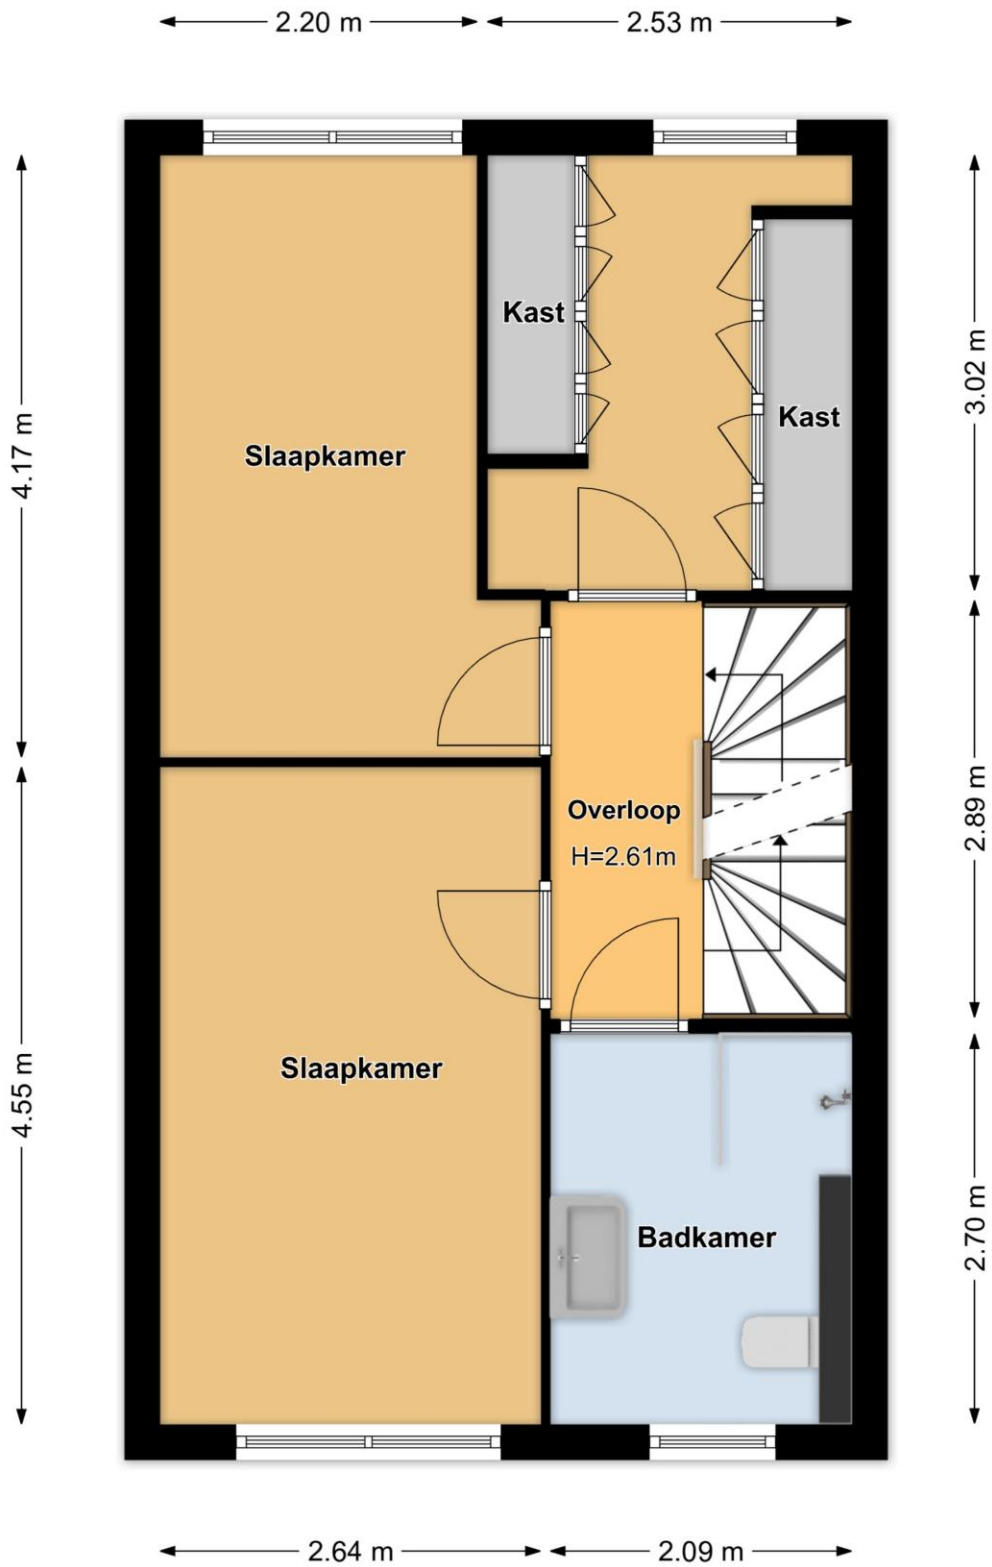 2.20 m
2.53 m
Kast
Kast
3.02 m
4.17 m
Slaapkamer
Overloop
H=2.61m
2.89 m
4.55 m
Slaapkamer
Badkamer
2.70 m
2.64 m
2.09 m